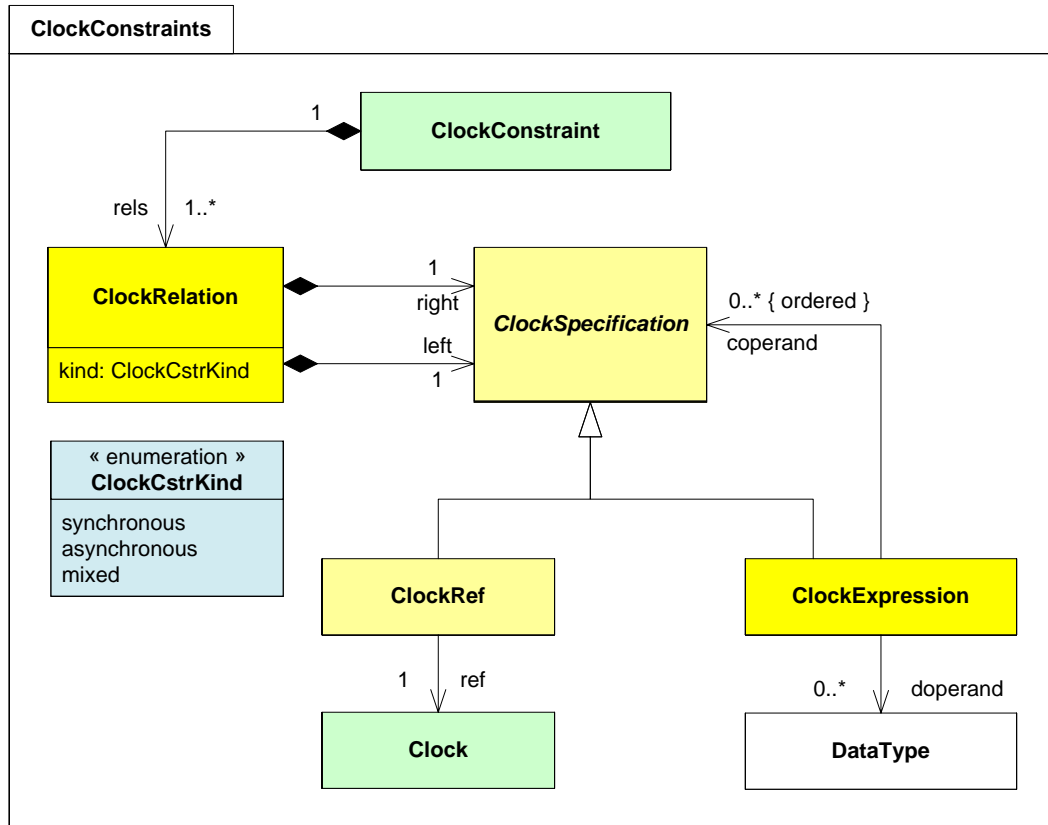 ClockConstraints
1
ClockConstraint
rels 1..*
ClockRelation
kind: ClockCstrKind
1
right
left
1
ClockSpecification
0..* { ordered }
coperand
« enumeration »
ClockCstrKind
synchronous
asynchronous
mixed
ClockRef
ClockExpression
1 ref
0..* doperand
Clock
DataType